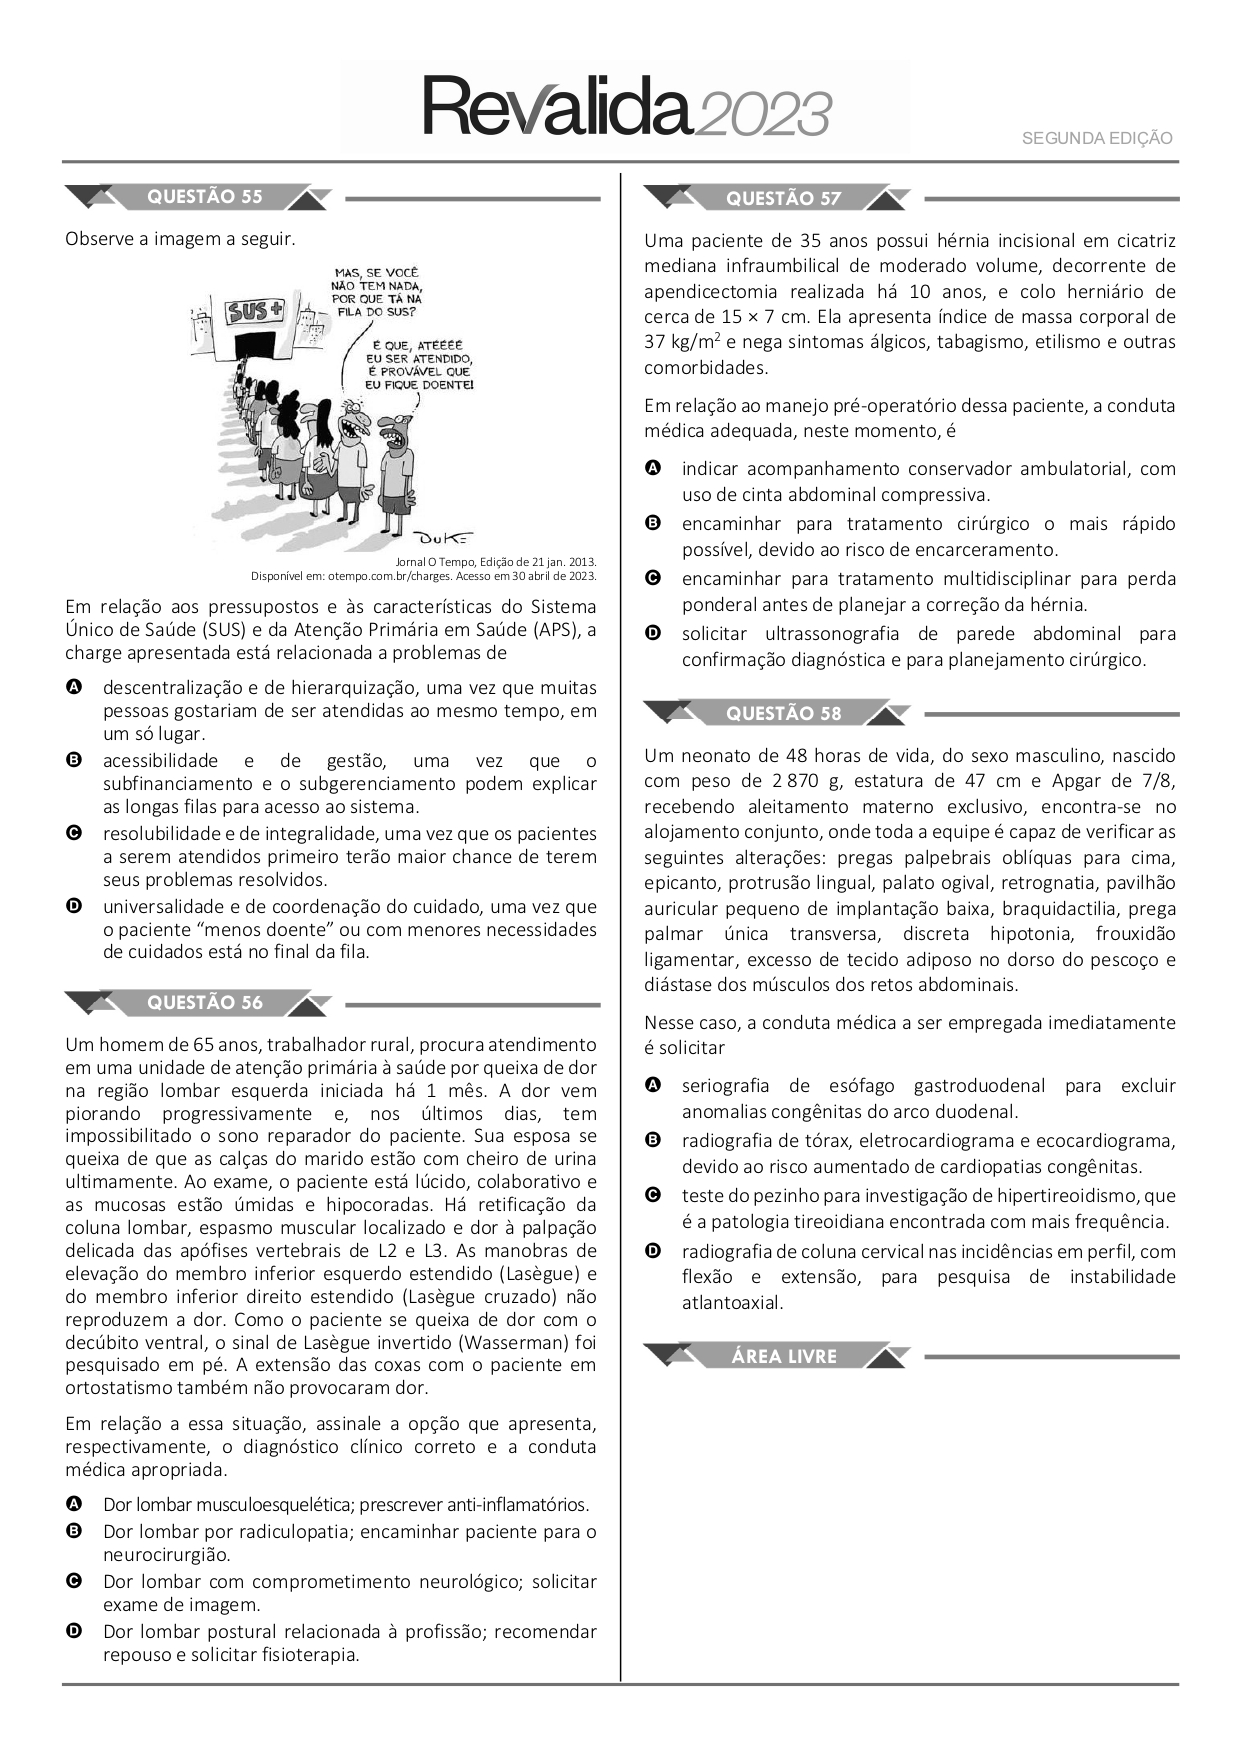 Revalida2023
SEGUNDA EDIÇÃO
QUESTÃO 55
Observe a imagem a seguir.
MAS, SE VOCÊ
NÃO TEM NADA,
POR QUE TÁ NA
FILA DO SUS?
SUS+
É QUE, ATÉÉÉÉ
EU SER ATENDIDO,
É PROVÁVEL QUE
EU FIQUE DOENTE!
DUKE
Jornal O Tempo, Edição de 21 jan. 2013.
Disponível em: otempo.com.br/charges. Acesso em 30 abril de 2023.
Em relação aos pressupostos e às características do Sistema
Único de Saúde (SUS) e da Atenção Primária em Saúde (APS), a
charge apresentada está relacionada a problemas de
A descentralização e de hierarquização, uma vez que muitas
pessoas gostariam de ser atendidas ao mesmo tempo, em
um só lugar.
B acessibilidade e de gestão, uma vez que o
subfinanciamento e o subgerenciamento podem explicar
as longas filas para acesso ao sistema.
C resolubilidade e de integralidade, uma vez que os pacientes
a serem atendidos primeiro terão maior chance de terem
seus problemas resolvidos.
D universalidade e de coordenação do cuidado, uma vez que
o paciente “menos doente” ou com menores necessidades
de cuidados está no final da fila.
QUESTÃO 56
Um homem de 65 anos, trabalhador rural, procura atendimento
em uma unidade de atenção primária à saúde por queixa de dor
na região lombar esquerda iniciada há 1 mês. A dor vem
piorando progressivamente e, nos últimos dias, tem
impossibilitado o sono reparador do paciente. Sua esposa se
queixa de que as calças do marido estão com cheiro de urina
ultimamente. Ao exame, o paciente está lúcido, colaborativo e
as mucosas estão úmidas e hipocoradas. Há retificação da
coluna lombar, espasmo muscular localizado e dor à palpação
delicada das apófises vertebrais de L2 e L3. As manobras de
elevação do membro inferior esquerdo estendido (Lasègue) e
do membro inferior direito estendido (Lasègue cruzado) não
reproduzem a dor. Como o paciente se queixa de dor com o
decúbito ventral, o sinal de Lasègue invertido (Wasserman) foi
pesquisado em pé. A extensão das coxas com o paciente em
ortostatismo também não provocaram dor.
Em relação a essa situação, assinale a opção que apresenta,
respectivamente, o diagnóstico clínico correto e a conduta
médica apropriada.
A Dor lombar musculoesquelética; prescrever anti-inflamatórios.
B Dor lombar por radiculopatia; encaminhar paciente para o
neurocirurgião.
C Dor lombar com comprometimento neurológico; solicitar
exame de imagem.
D Dor lombar postural relacionada à profissão; recomendar
repouso e solicitar fisioterapia.
QUESTÃO 57
Uma paciente de 35 anos possui hérnia incisional em cicatriz
mediana infraumbilical de moderado volume, decorrente de
apendicectomia realizada há 10 anos, e colo herniário de
cerca de 15 × 7 cm. Ela apresenta índice de massa corporal de
37 kg/m² e nega sintomas álgicos, tabagismo, etilismo e outras
comorbidades.
Em relação ao manejo pré-operatório dessa paciente, a conduta
médica adequada, neste momento, é
A indicar acompanhamento conservador ambulatorial, com
uso de cinta abdominal compressiva.
B encaminhar para tratamento cirúrgico o mais rápido
possível, devido ao risco de encarceramento.
C encaminhar para tratamento multidisciplinar para perda
ponderal antes de planejar a correção da hérnia.
D solicitar ultrassonografia de parede abdominal para
confirmação diagnóstica e para planejamento cirúrgico.
QUESTÃO 58
Um neonato de 48 horas de vida, do sexo masculino, nascido
com peso de 2 870 g, estatura de 47 cm e Apgar de 7/8,
recebendo aleitamento materno exclusivo, encontra-se no
alojamento conjunto, onde toda a equipe é capaz de verificar as
seguintes alterações: pregas palpebrais oblíquas para cima,
epicanto, protrusão lingual, palato ogival, retrognatia, pavilhão
auricular pequeno de implantação baixa, braquidactilia, prega
palmar única transversa, discreta hipotonia, frouxidão
ligamentar, excesso de tecido adiposo no dorso do pescoço e
diástase dos músculos dos retos abdominais.
Nesse caso, a conduta médica a ser empregada imediatamente
é solicitar
A seriografia de esófago gastroduodenal para excluir
anomalias congênitas do arco duodenal.
B radiografia de tórax, eletrocardiograma e ecocardiograma,
devido ao risco aumentado de cardiopatias congênitas.
C teste do pezinho para investigação de hipertireoidismo, que
é a patologia tireoidiana encontrada com mais frequência.
D radiografia de coluna cervical nas incidências em perfil, com
flexão e extensão, para pesquisa de instabilidade
atlantoaxial.
ÁREA LIVRE